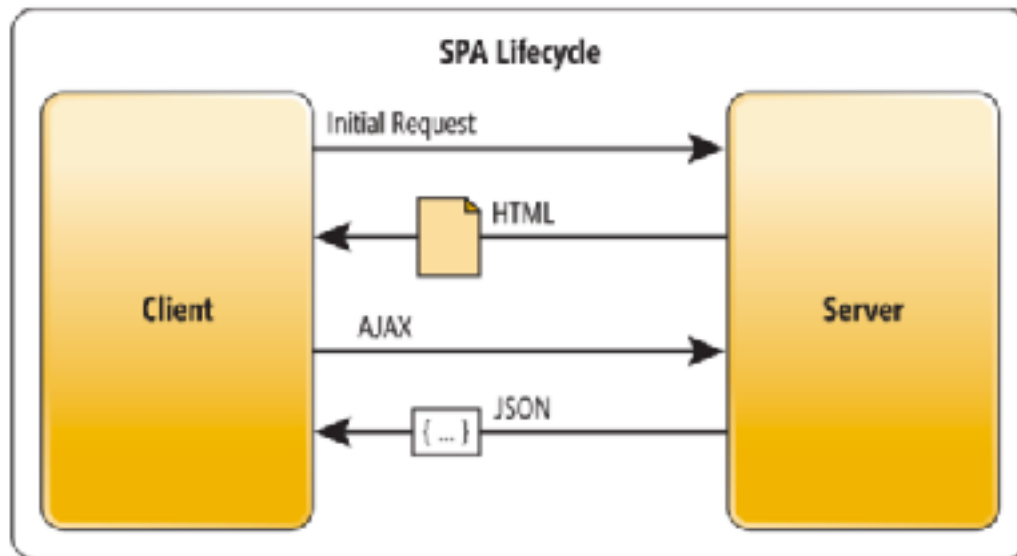 SPA Lifecycle
Initial Request
HTML
Client
Server
AJAX
JSON
{ ... }